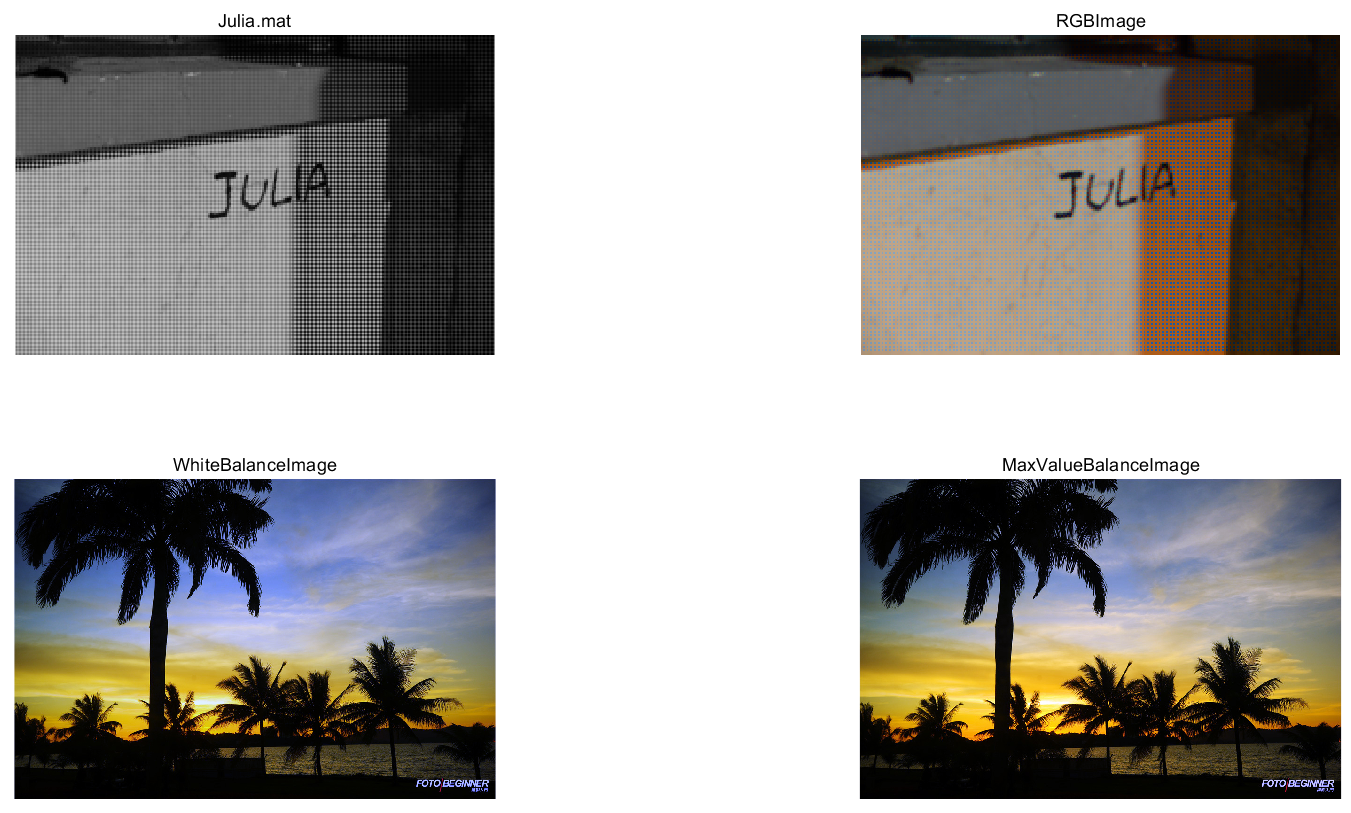 Julia.mat
RGBImage
JULIA
JULIA
WhiteBalanceImage
MaxValueBalanceImage
FOTO BEGINNER
FOTO BEGINNER